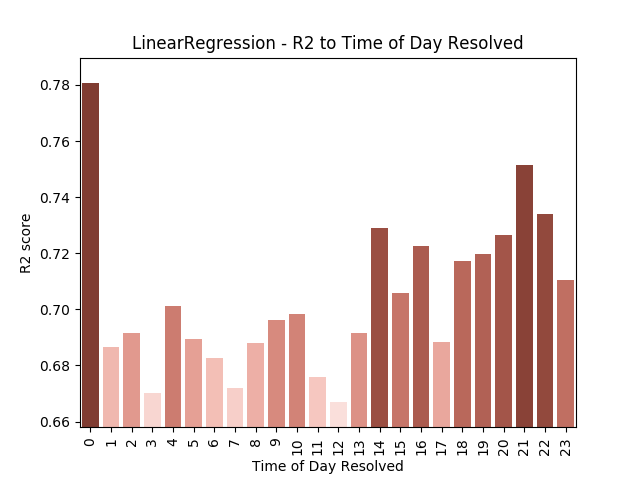 LinearRegression - R2 to Time of Day Resolved
0.78
0.76
0.74
0.72
0.70
0.68
0.66
R2 score
0 1 2 3 4 5 6 7 8 9 10 11 12 13 14 15 16 17 18 19 20 21 22 23
Time of Day Resolved